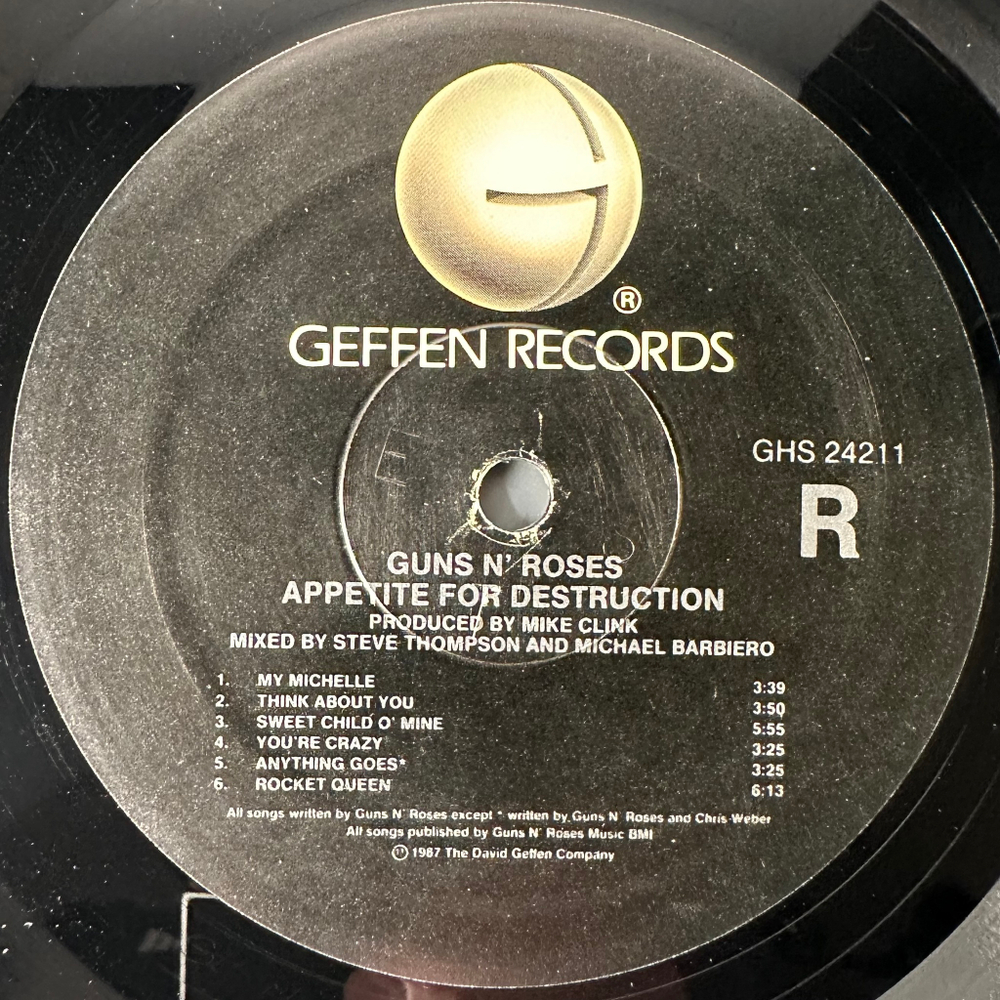 ®
GEFFEN RECORDS
GHS 24211
R
GUNS N' ROSES
APPETITE FOR DESTRUCTION
PRODUCED BY MIKE CLINK
MIXED BY STEVE THOMPSON AND MICHAEL BARBIERO
1. MY MICHELLE 3:39
2. THINK ABOUT YOU 3:50
3. SWEET CHILD O' MINE 5:55
4. YOU'RE CRAZY 3:25
5. ANYTHING GOES* 3:25
6. ROCKET QUEEN 6:13
All songs written by Guns N' Roses except * written by Guns N' Roses and Chris Weber
All songs published by Guns N' Roses Music BMI
℗ 1987 The David Geffen Company